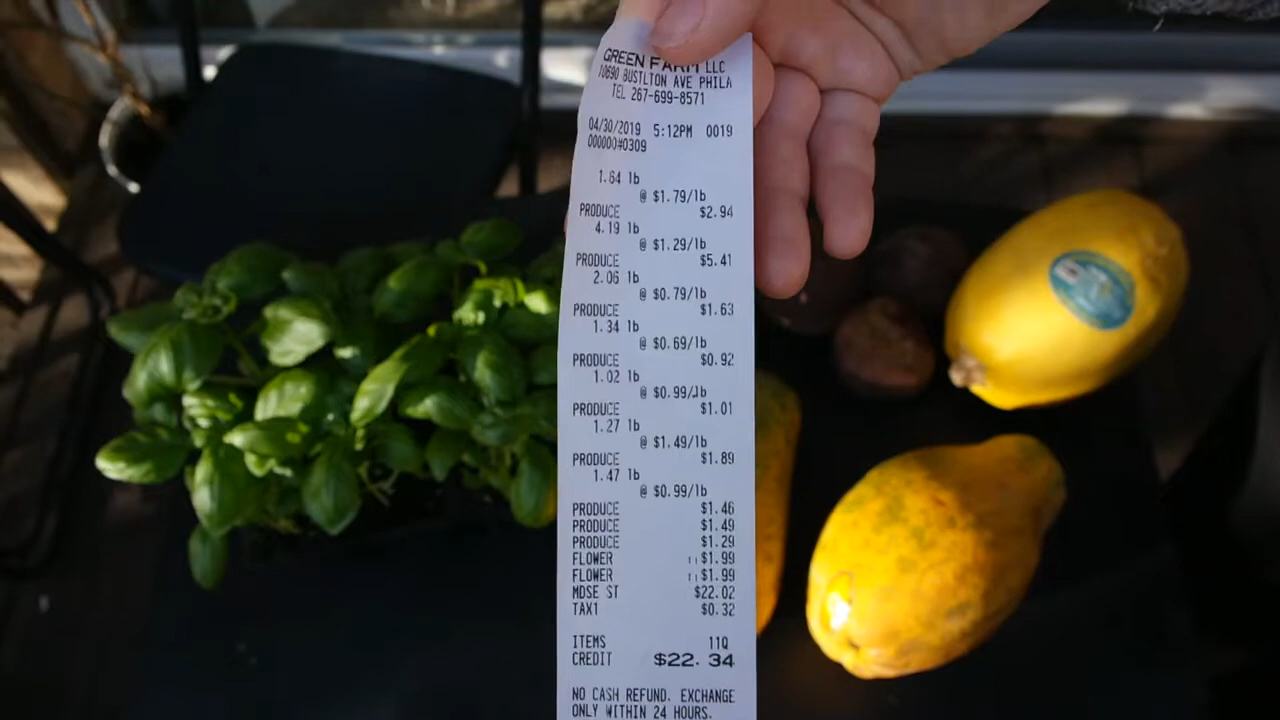 GREEN FARM LLC
10690 BUSTLTON AVE PHILA
TEL 267-699-8571
04/30/2019 5:12PM 0019
000000#0309
1.64 lb
@ $1.79/lb
PRODUCE $2.94
4.19 lb
@ $1.29/lb
PRODUCE $5.41
2.06 lb
@ $0.79/lb
PRODUCE $1.63
1.34 lb
@ $0.69/lb
PRODUCE $0.92
1.02 lb
@ $0.99/lb
PRODUCE $1.01
1.27 lb
@ $1.49/lb
PRODUCE $1.89
1.47 lb
@ $0.99/lb
PRODUCE $1.46
PRODUCE $1.49
PRODUCE $1.29
FLOWER $1.99
FLOWER $1.99
MDSE ST $22.02
TAX1 $0.32
ITEMS 11Q
CREDIT $22.34
NO CASH REFUND. EXCHANGE
ONLY WITHIN 24 HOURS.